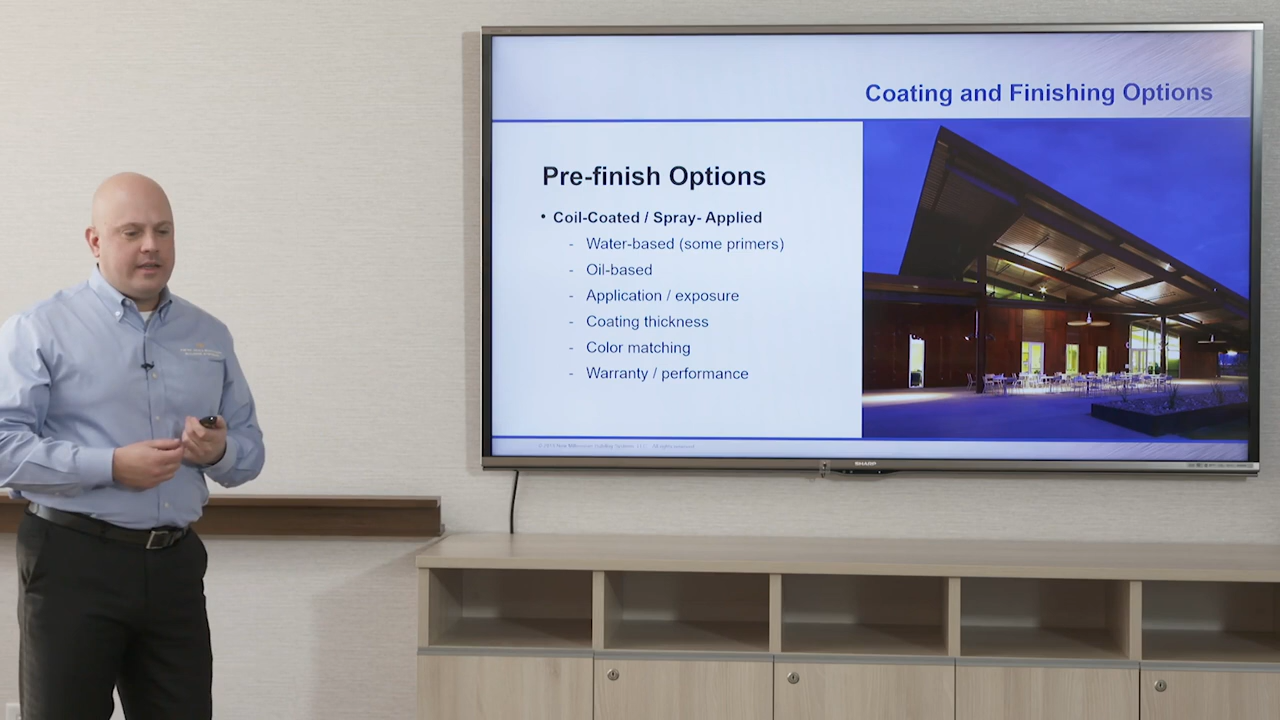 Coating and Finishing Options
Pre-finish Options
• Coil-Coated / Spray- Applied
- Water-based (some primers)
- Oil-based
- Application / exposure
- Coating thickness
- Color matching
- Warranty / performance
SHARP